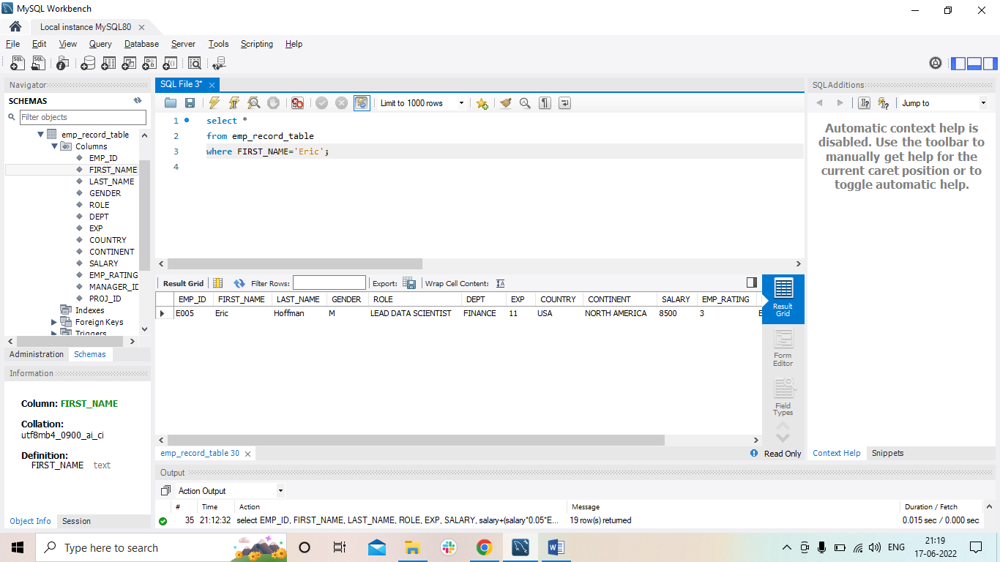 MySQL Workbench
Local instance MySQL80
File Edit View Query Database Server Tools Scripting Help
Navigator
SCHEMAS
Filter objects
emp_record_table
Columns
EMP_ID
FIRST_NAME
LAST_NAME
GENDER
ROLE
DEPT
EXP
COUNTRY
CONTINENT
SALARY
EMP_RATING
MANAGER_ID
PROJ_ID
Indexes
Foreign Keys
Triggers
Administration Schemas
Information
Column: FIRST_NAME
Collation:
utf8mb4_0900_ai_ci
Definition:
FIRST_NAME text
Object Info Session
SQL File 3*
Limit to 1000 rows
1 select *
2 from emp_record_table
3 where FIRST_NAME='Eric';
4
Result Grid Filter Rows: Export: Wrap Cell Content:
EMP_ID FIRST_NAME LAST_NAME GENDER ROLE DEPT EXP COUNTRY CONTINENT SALARY EMP_RATING
E005 Eric Hoffman M LEAD DATA SCIENTIST FINANCE 11 USA NORTH AMERICA 8500 3
Result
Grid
Form
Editor
Field
Types
emp_record_table 30
Read Only
Output
Action Output
# Time Action Message Duration / Fetch
35 21:12:32 select EMP_ID, FIRST_NAME, LAST_NAME, ROLE, EXP, SALARY, salary+(salary*0.05*E... 19 row(s) returned 0.015 sec / 0.000 sec
SQLAdditions
Jump to
Automatic context help is
disabled. Use the toolbar to
manually get help for the
current caret position or to
toggle automatic help.
Context Help Snippets
Type here to search
ENG
21:19
17-06-2022